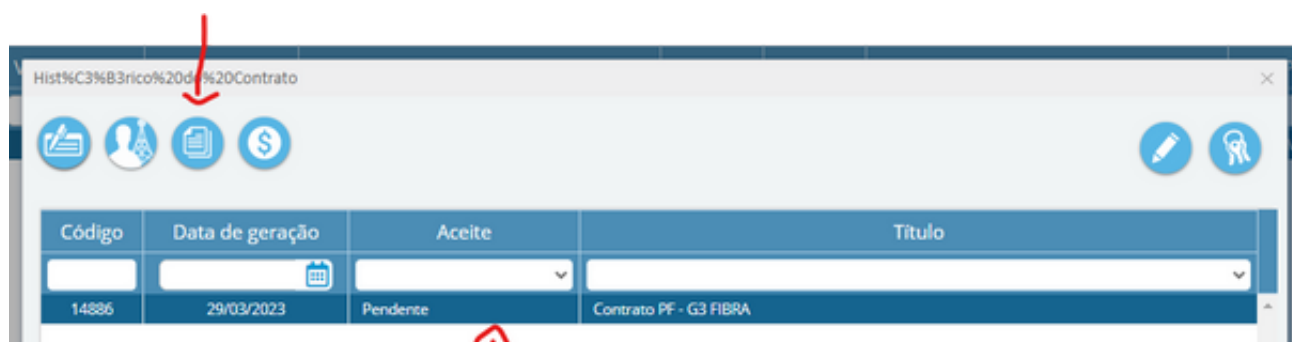 Hist%C3%B3rico%20de%20Contrato
Código Data de geração Aceite Título
14886 29/03/2023 Pendente Contrato PF - G3 FIBRA